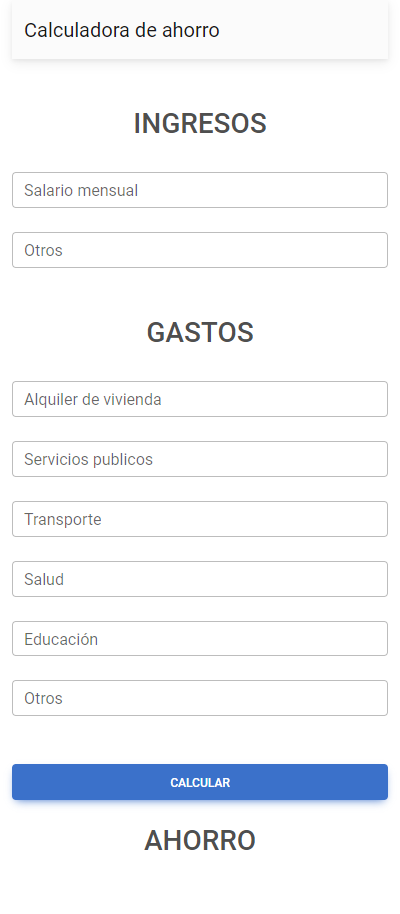 Calculadora de ahorro
INGRESOS
Salario mensual
Otros
GASTOS
Alquiler de vivienda
Servicios publicos
Transporte
Salud
Educación
Otros
CALCULAR
AHORRO